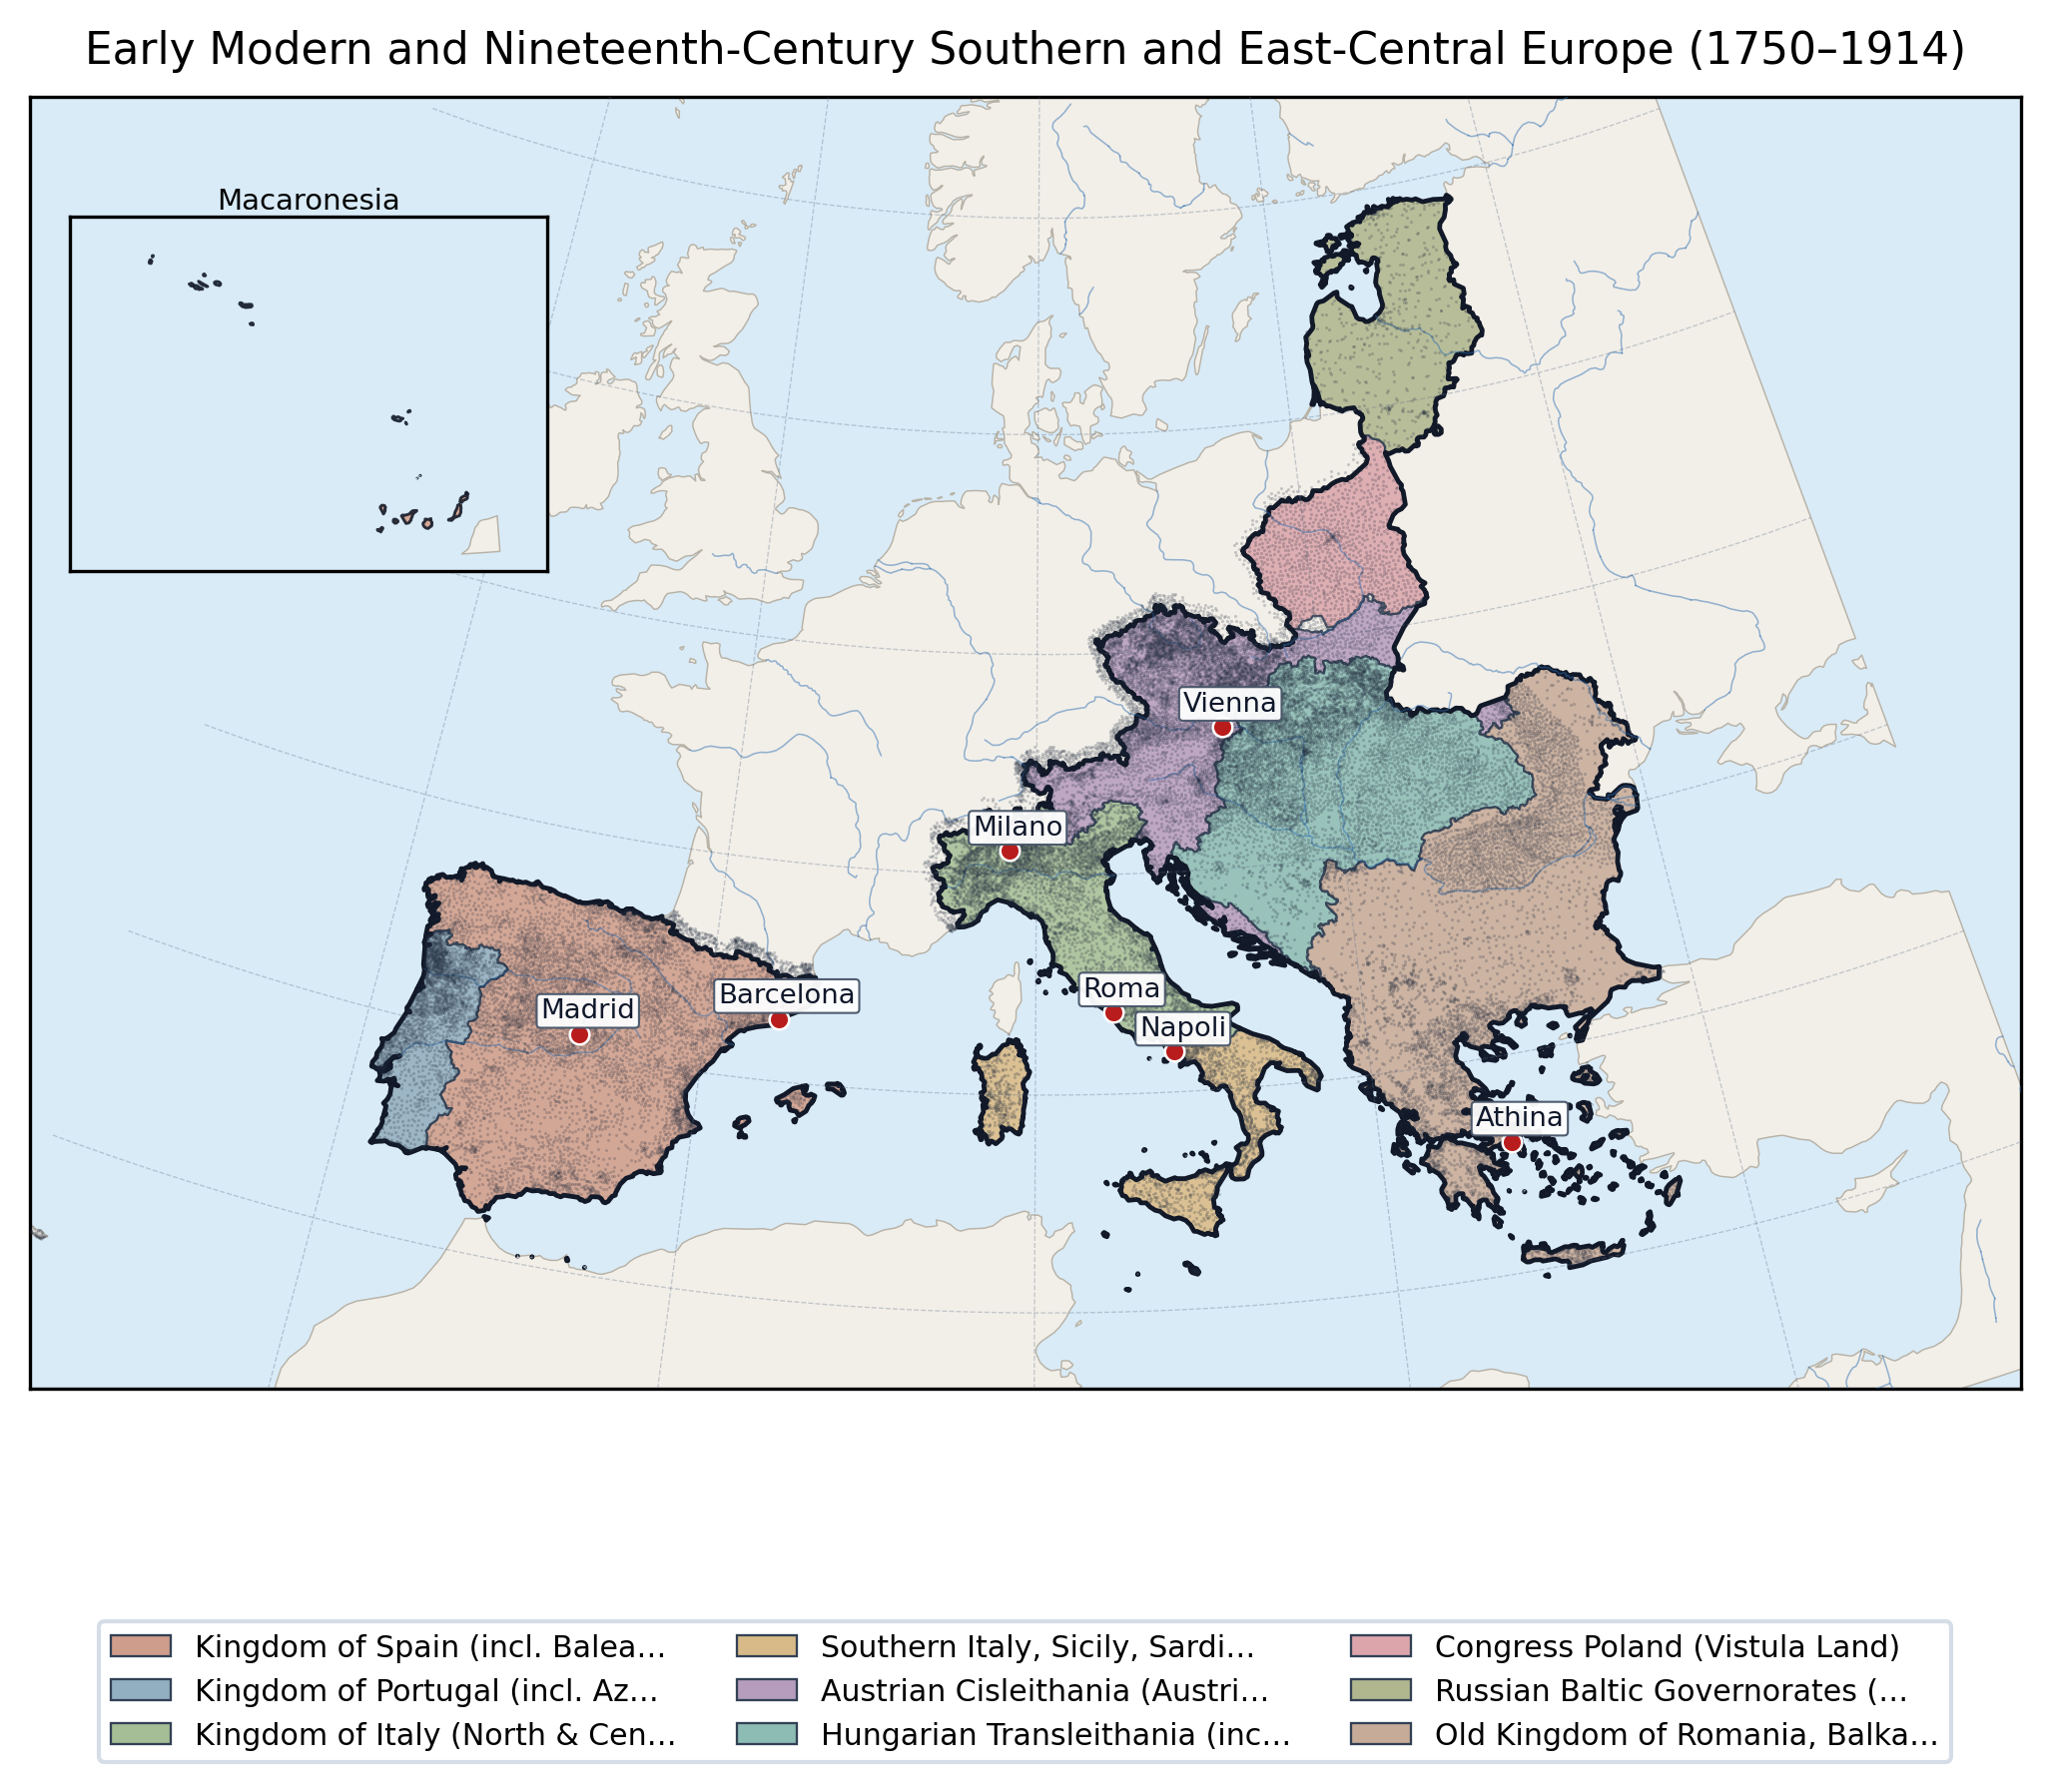 Early Modern and Nineteenth-Century Southern and East-Central Europe (1750–1914)
Macaronesia
Vienna
Milano
Roma
Napoli
Madrid
Barcelona
Athina
Kingdom of Spain (incl. Balea...
Kingdom of Portugal (incl. Az...
Kingdom of Italy (North & Cen...
Southern Italy, Sicily, Sardi...
Austrian Cisleithania (Austri...
Hungarian Transleithania (inc...
Congress Poland (Vistula Land)
Russian Baltic Governorates (...
Old Kingdom of Romania, Balka...